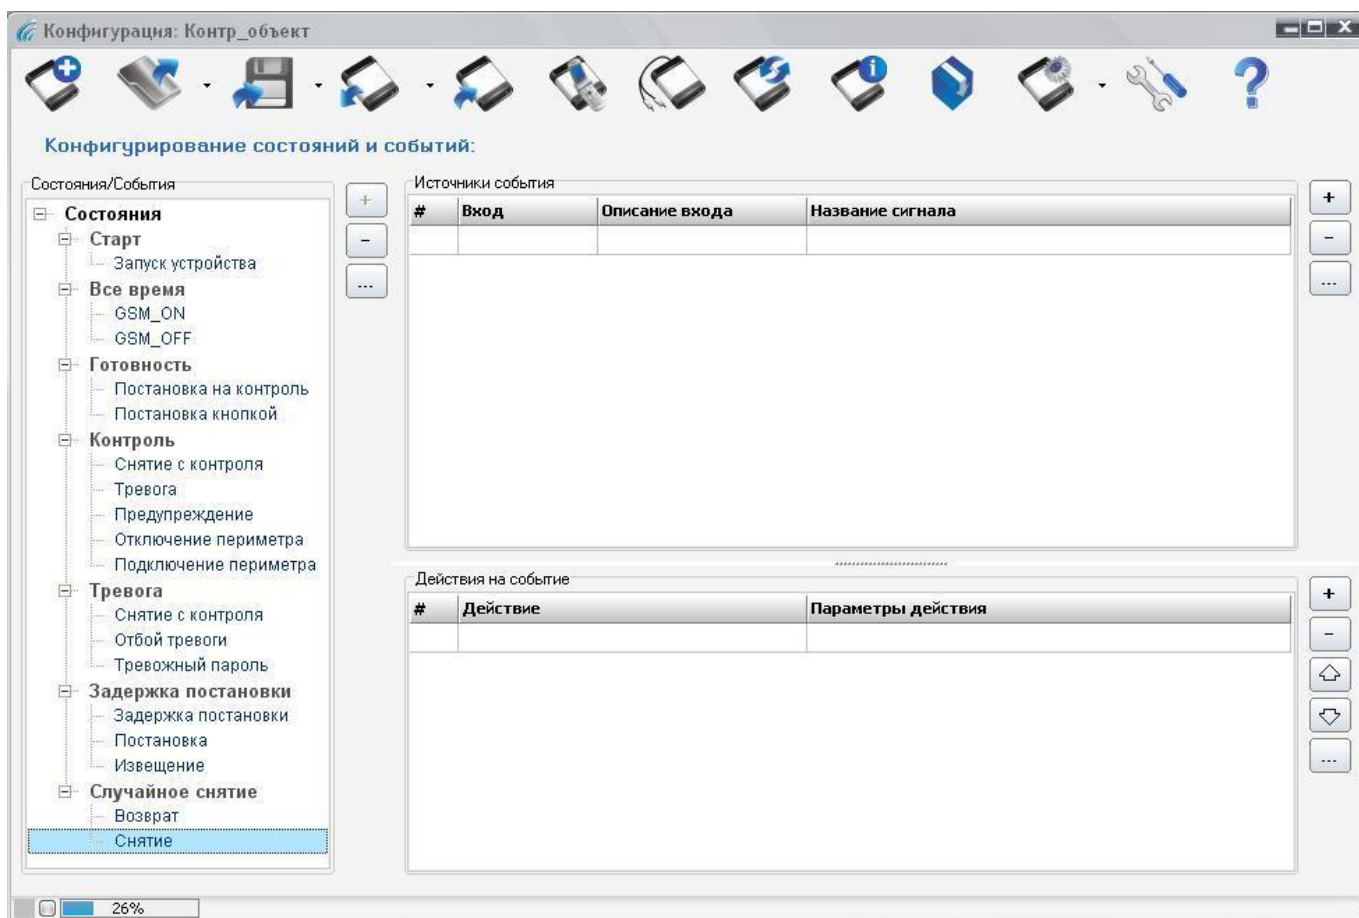 Конфигурация: Контр_объект
Конфигурирование состояний и событий:
Состояния/События
Состояния
Старт
Запуск устройства
Все время
GSM_ON
GSM_OFF
Готовность
Постановка на контроль
Постановка кнопкой
Контроль
Снятие с контроля
Тревога
Предупреждение
Отключение периметра
Подключение периметра
Тревога
Снятие с контроля
Отбой тревоги
Тревожный пароль
Задержка постановки
Задержка постановки
Постановка
Извещение
Случайное снятие
Возврат
Снятие
+
-
...
Источники события
# Вход Описание входа Название сигнала
+
-
...
Действия на событие
# Действие Параметры действия
+
-
...
26%